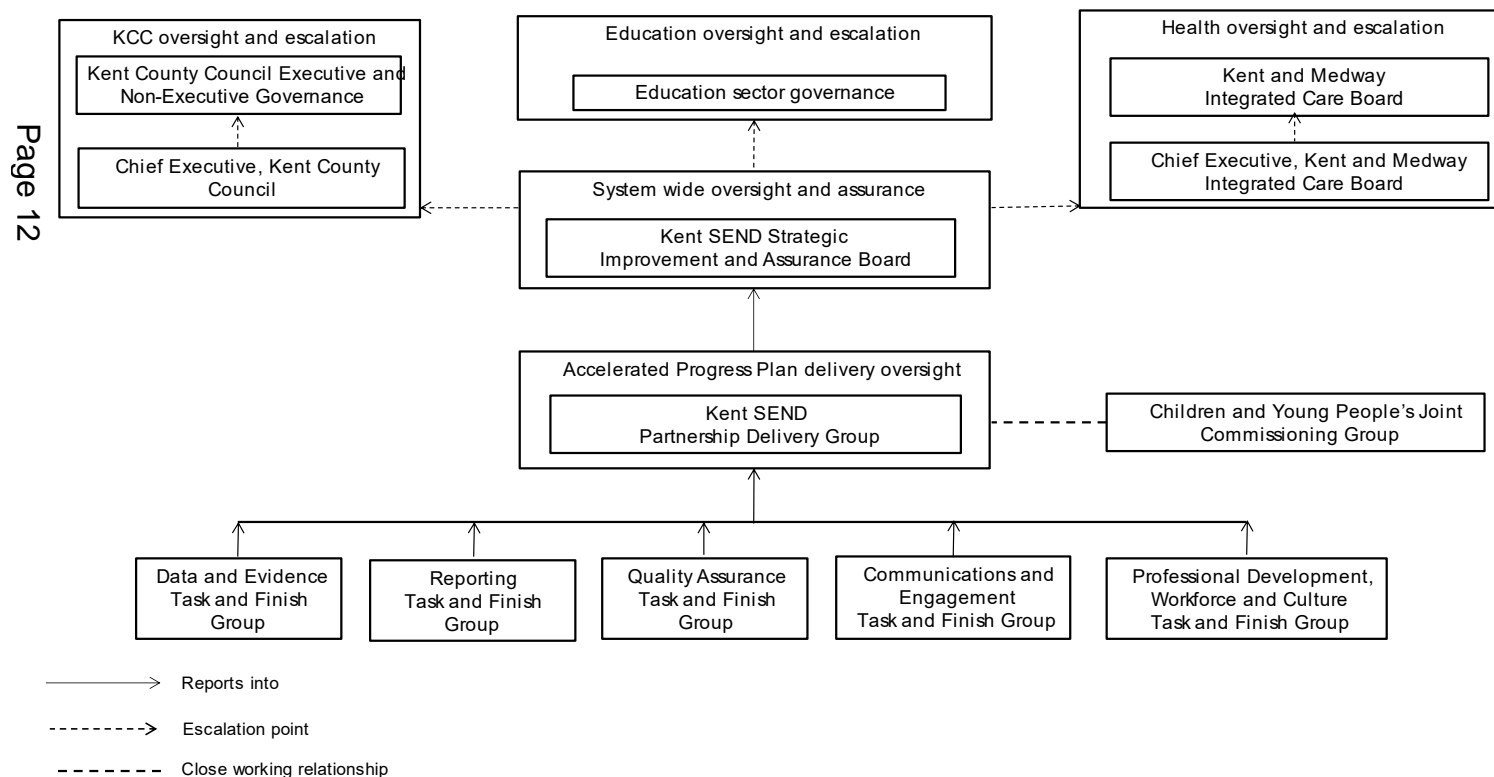 Page 12
KCC oversight and escalation
Kent County Council Executive and
Non-Executive Governance
Chief Executive, Kent County
Council
Education oversight and escalation
Education sector governance
Health oversight and escalation
Kent and Medway
Integrated Care Board
Chief Executive, Kent and Medway
Integrated Care Board
System wide oversight and assurance
Kent SEND Strategic
Improvement and Assurance Board
Accelerated Progress Plan delivery oversight
Kent SEND
Partnership Delivery Group
Children and Young People's Joint
Commissioning Group
Data and Evidence
Task and Finish
Group
Reporting
Task and Finish
Group
Quality Assurance
Task and Finish
Group
Communications and
Engagement
Task and Finish Group
Professional Development,
Workforce and Culture
Task and Finish Group
Reports into
Escalation point
Close working relationship